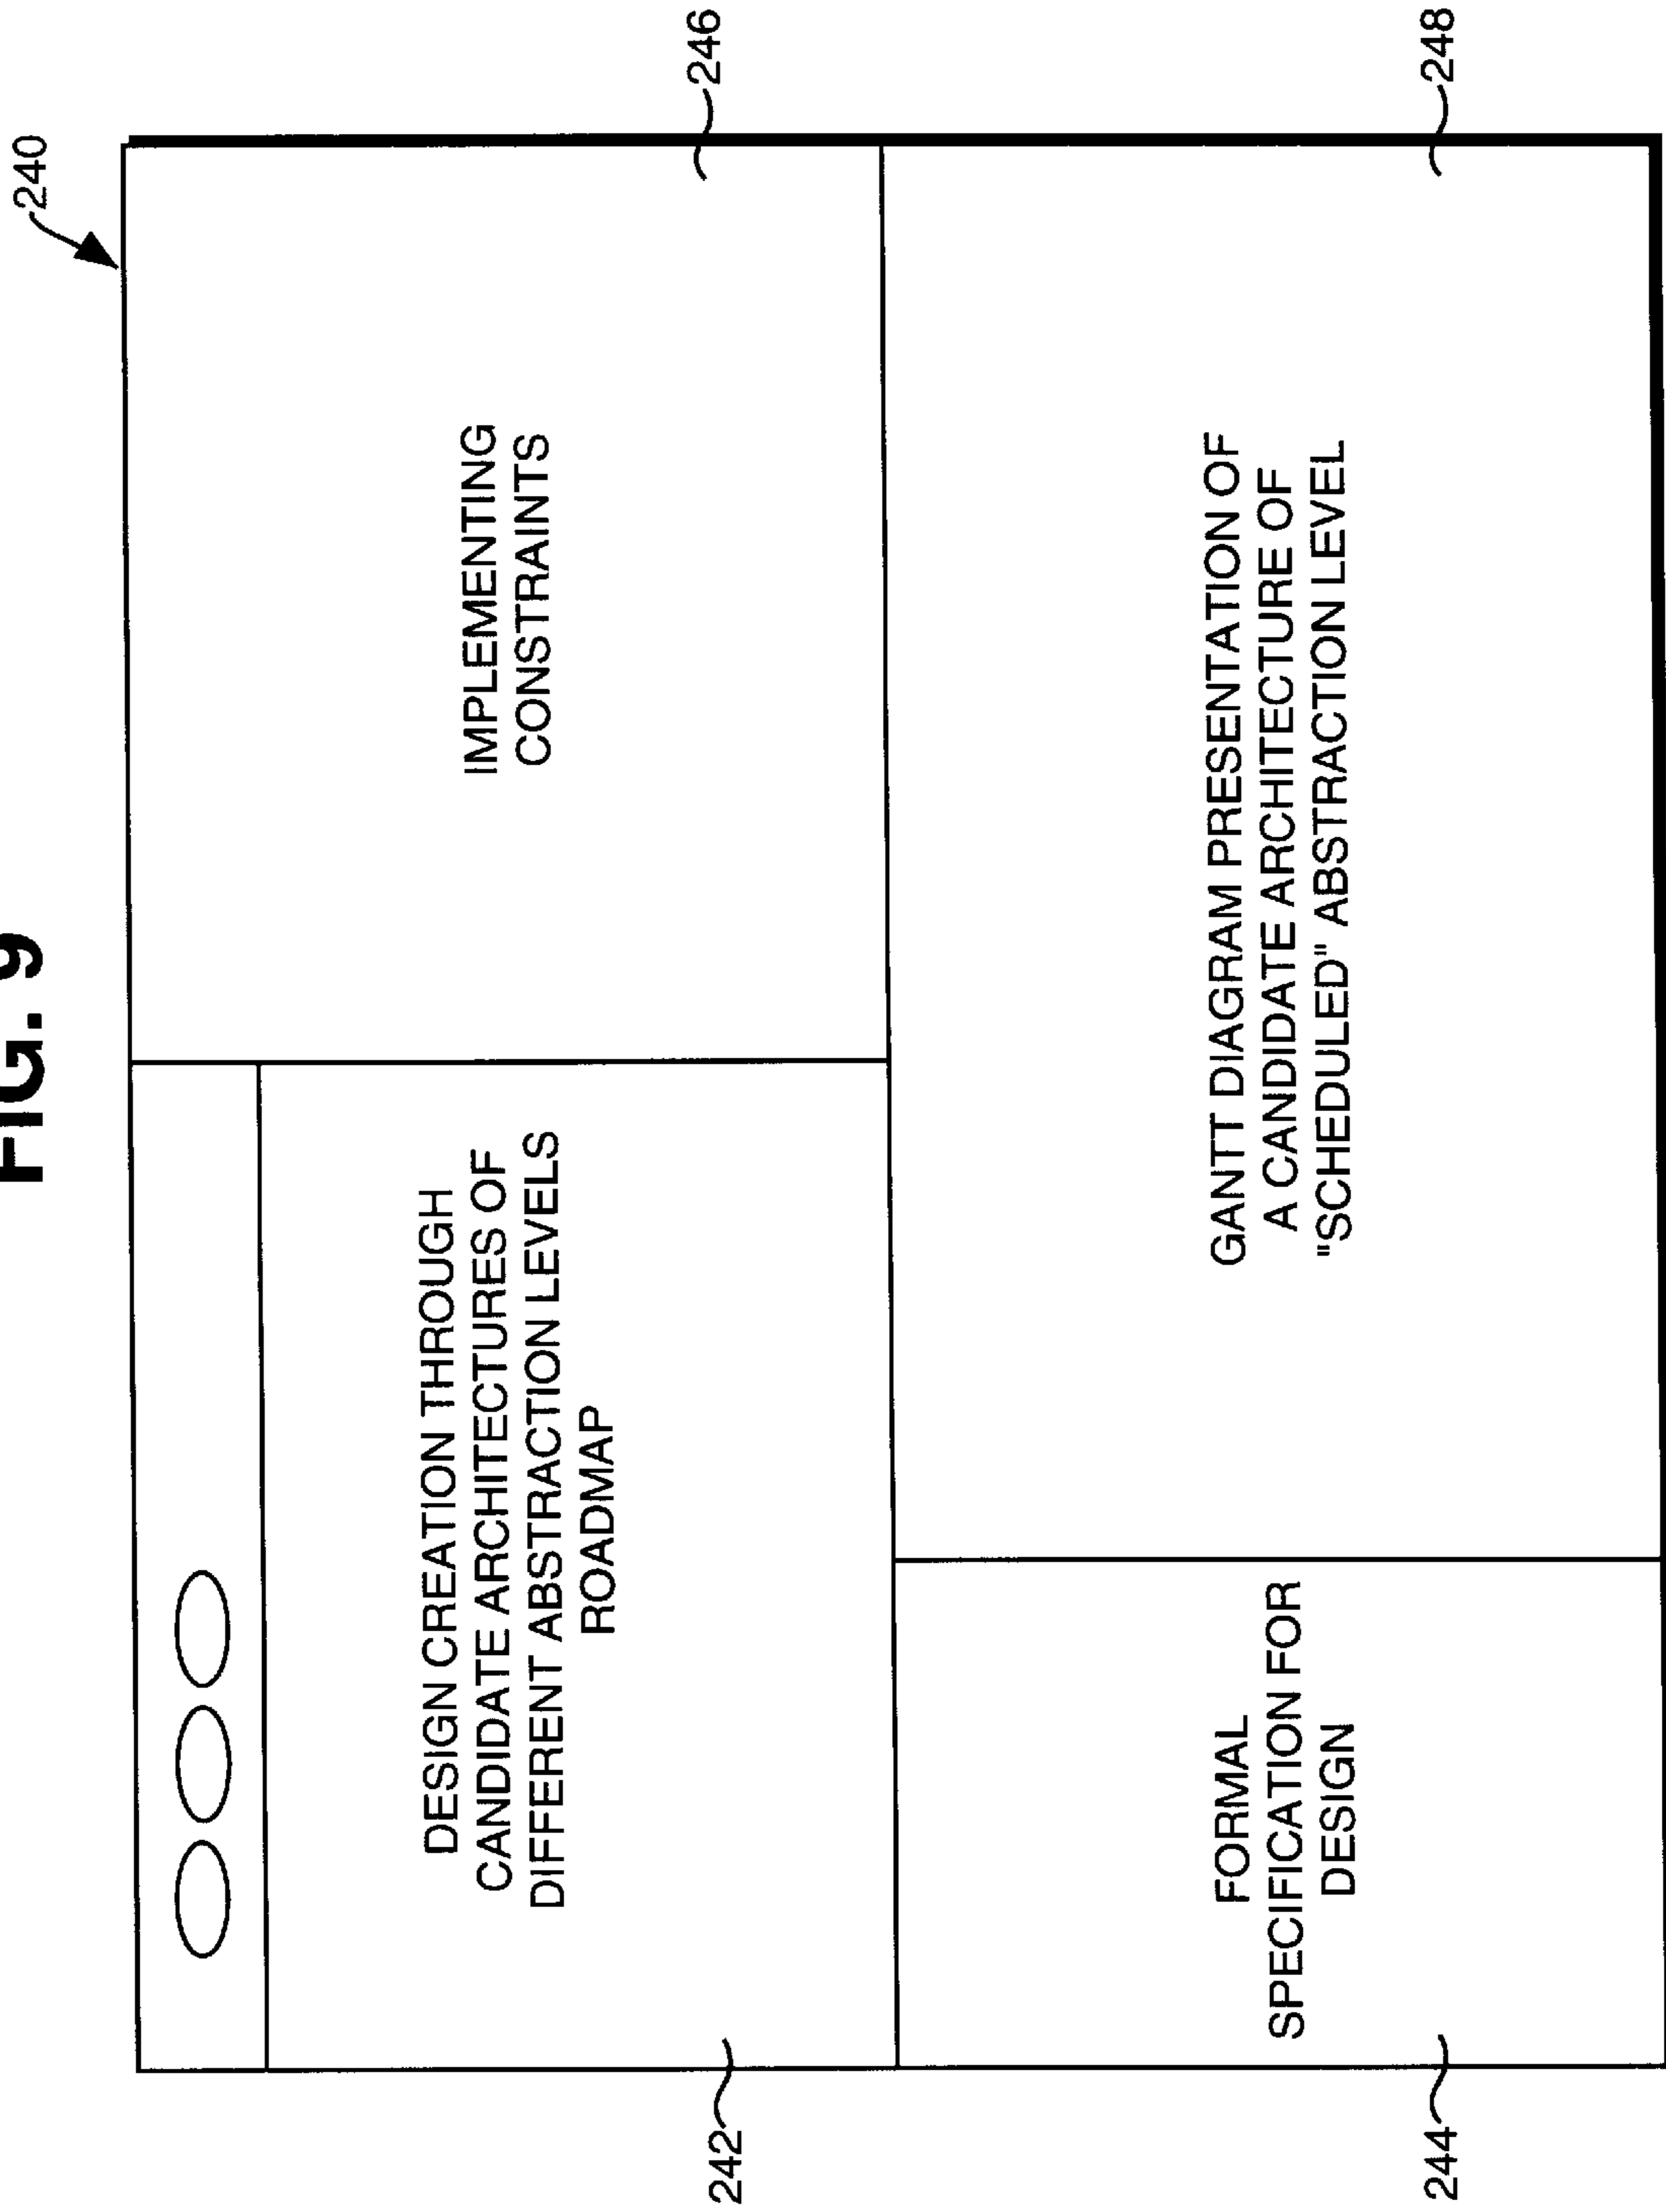 FIG. 9
240
DESIGN CREATION THROUGH
CANDIDATE ARCHITECTURES OF
DIFFERENT ABSTRACTION LEVELS
ROADMAP
242
IMPLEMENTING
CONSTRAINTS
246
FORMAL
SPECIFICATION FOR
DESIGN
244
GANTT DIAGRAM PRESENTATION OF
A CANDIDATE ARCHITECTURE OF
"SCHEDULED" ABSTRACTION LEVEL
248